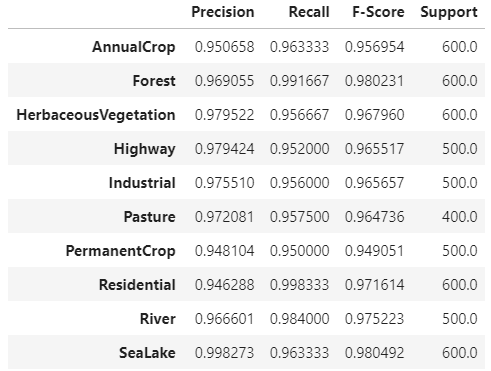 Precision Recall F-Score Support
AnnualCrop 0.950658 0.963333 0.956954 600.0
Forest 0.969055 0.991667 0.980231 600.0
HerbaceousVegetation 0.979522 0.956667 0.967960 600.0
Highway 0.979424 0.952000 0.965517 500.0
Industrial 0.975510 0.956000 0.965657 500.0
Pasture 0.972081 0.957500 0.964736 400.0
PermanentCrop 0.948104 0.950000 0.949051 500.0
Residential 0.946288 0.998333 0.971614 600.0
River 0.966601 0.984000 0.975223 500.0
SeaLake 0.998273 0.963333 0.980492 600.0